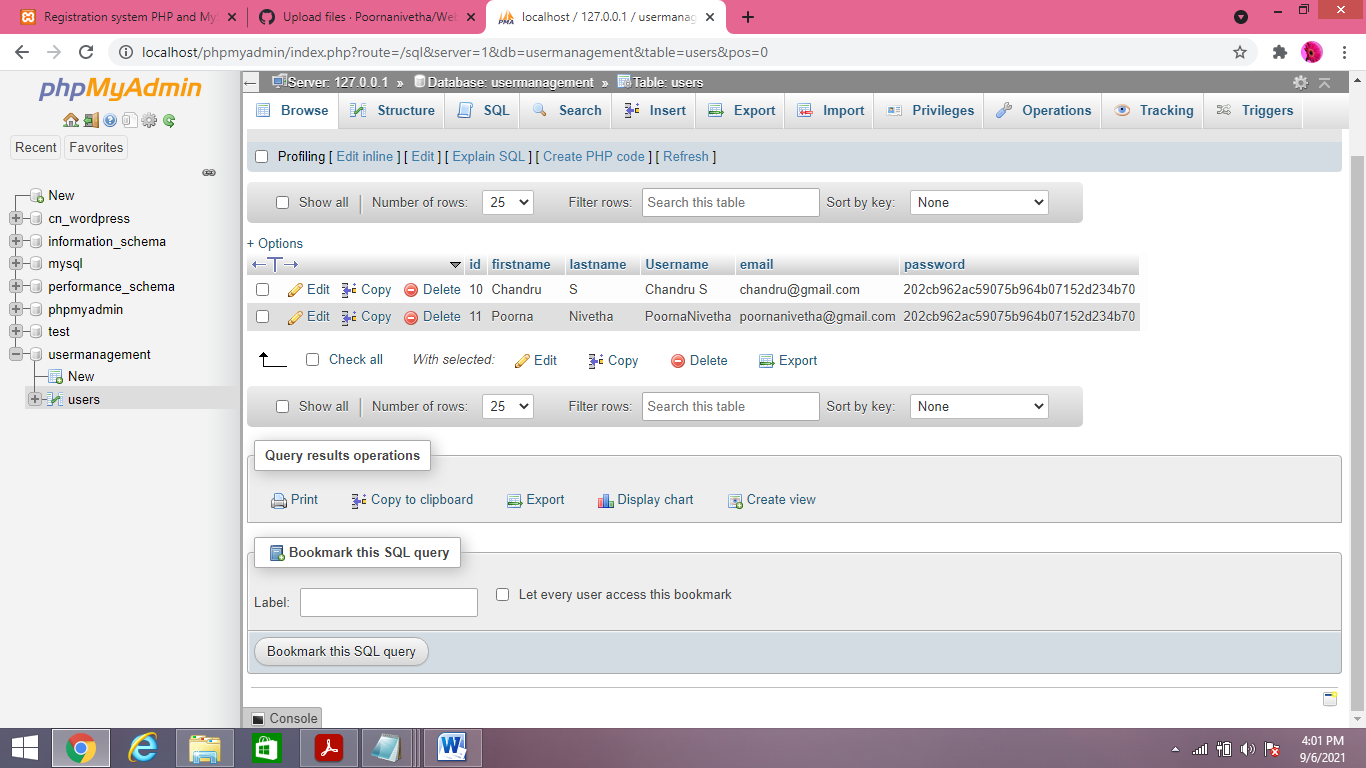 Registration system PHP and My
Upload files · Poornanivetha/Web
localhost / 127.0.0.1 / usermanag
localhost/phpmyadmin/index.php?route=/sql&server=1&db=usermanagement&table=users&pos=0
phpMyAdmin
Recent Favorites
New
cn_wordpress
information_schema
mysql
performance_schema
phpmyadmin
test
usermanagement
New
users
Server: 127.0.0.1 » Database: usermanagement » Table: users
Browse Structure SQL Search Insert Export Import Privileges Operations Tracking Triggers
Profiling [ Edit inline ] [ Edit ] [ Explain SQL ] [ Create PHP code ] [ Refresh ]
Show all Number of rows: 25 Filter rows: Search this table Sort by key: None
+ Options
←T→ id firstname lastname Username email password
Edit Copy Delete 10 Chandru S Chandru S chandru@gmail.com 202cb962ac59075b964b07152d234b70
Edit Copy Delete 11 Poorna Nivetha PoornaNivetha poornanivetha@gmail.com 202cb962ac59075b964b07152d234b70
Check all With selected: Edit Copy Delete Export
Show all Number of rows: 25 Filter rows: Search this table Sort by key: None
Query results operations
Print Copy to clipboard Export Display chart Create view
Bookmark this SQL query
Label: Let every user access this bookmark
Bookmark this SQL query
Console
4:01 PM
9/6/2021